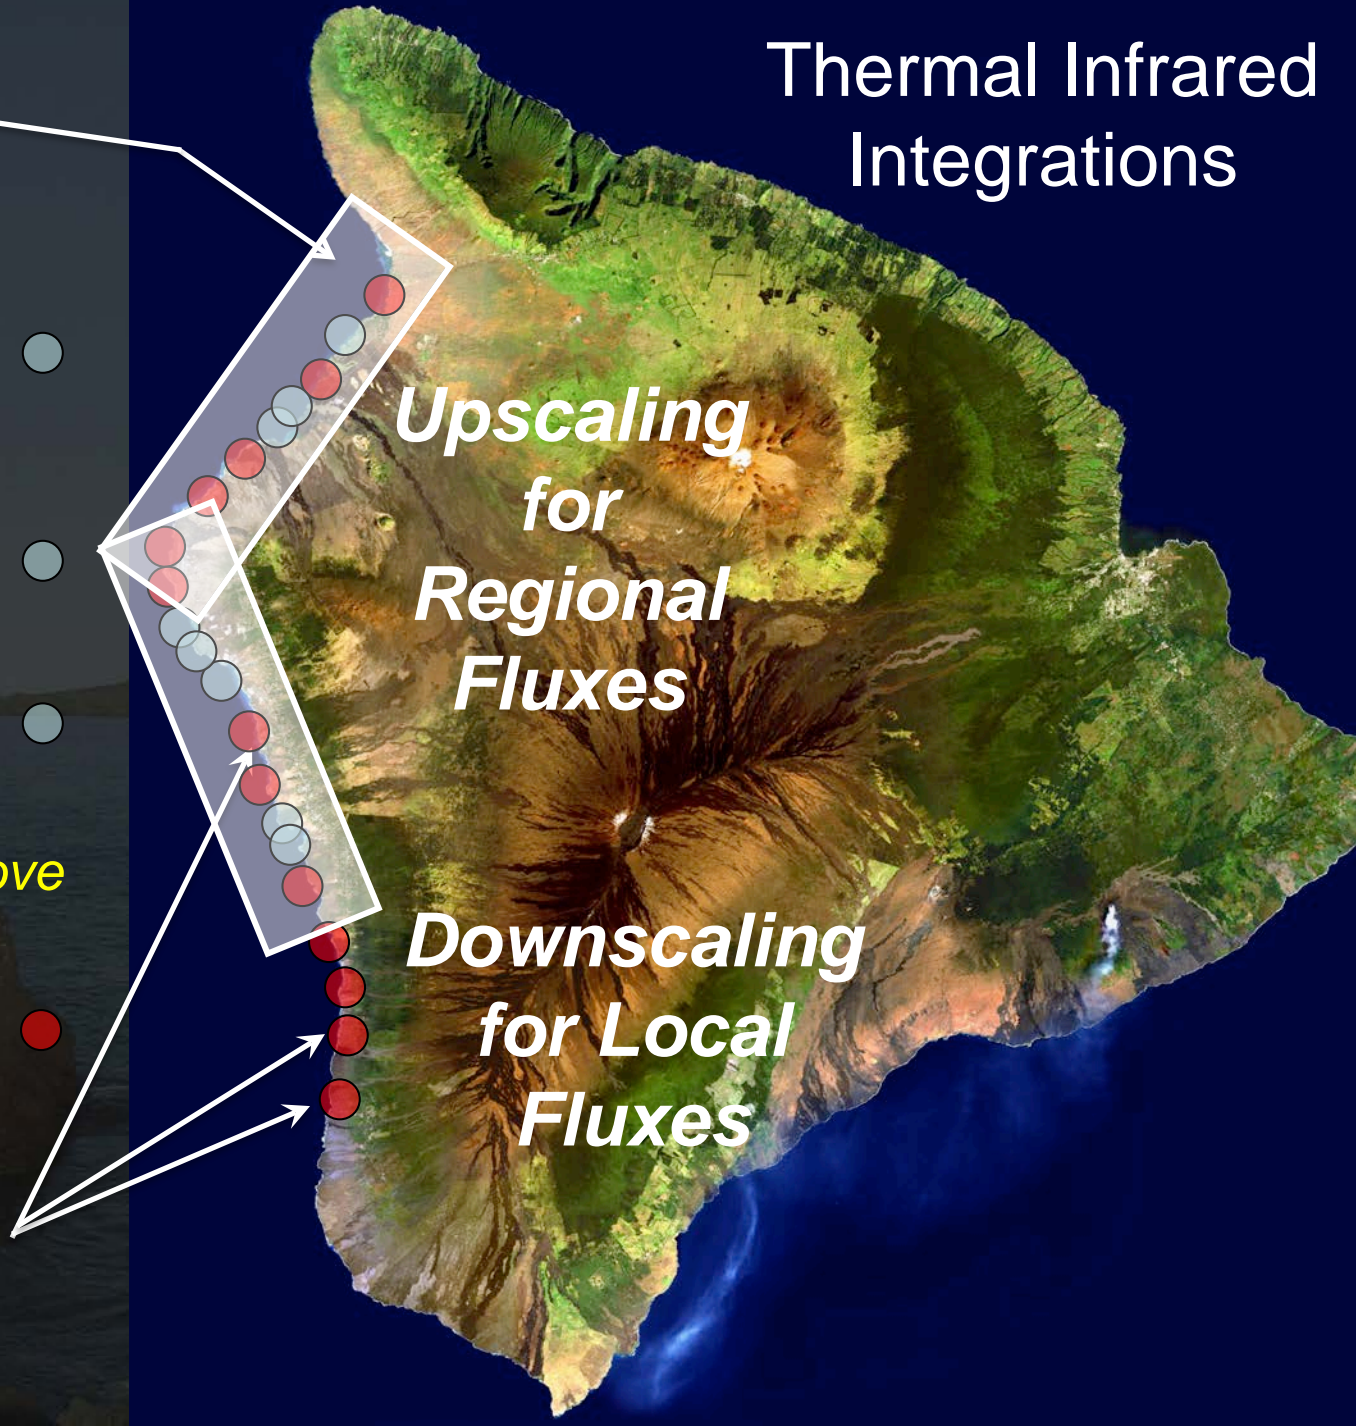 Thermal Infrared
Integrations
Upscaling
for
Regional
Fluxes
Downscaling
for Local
Fluxes